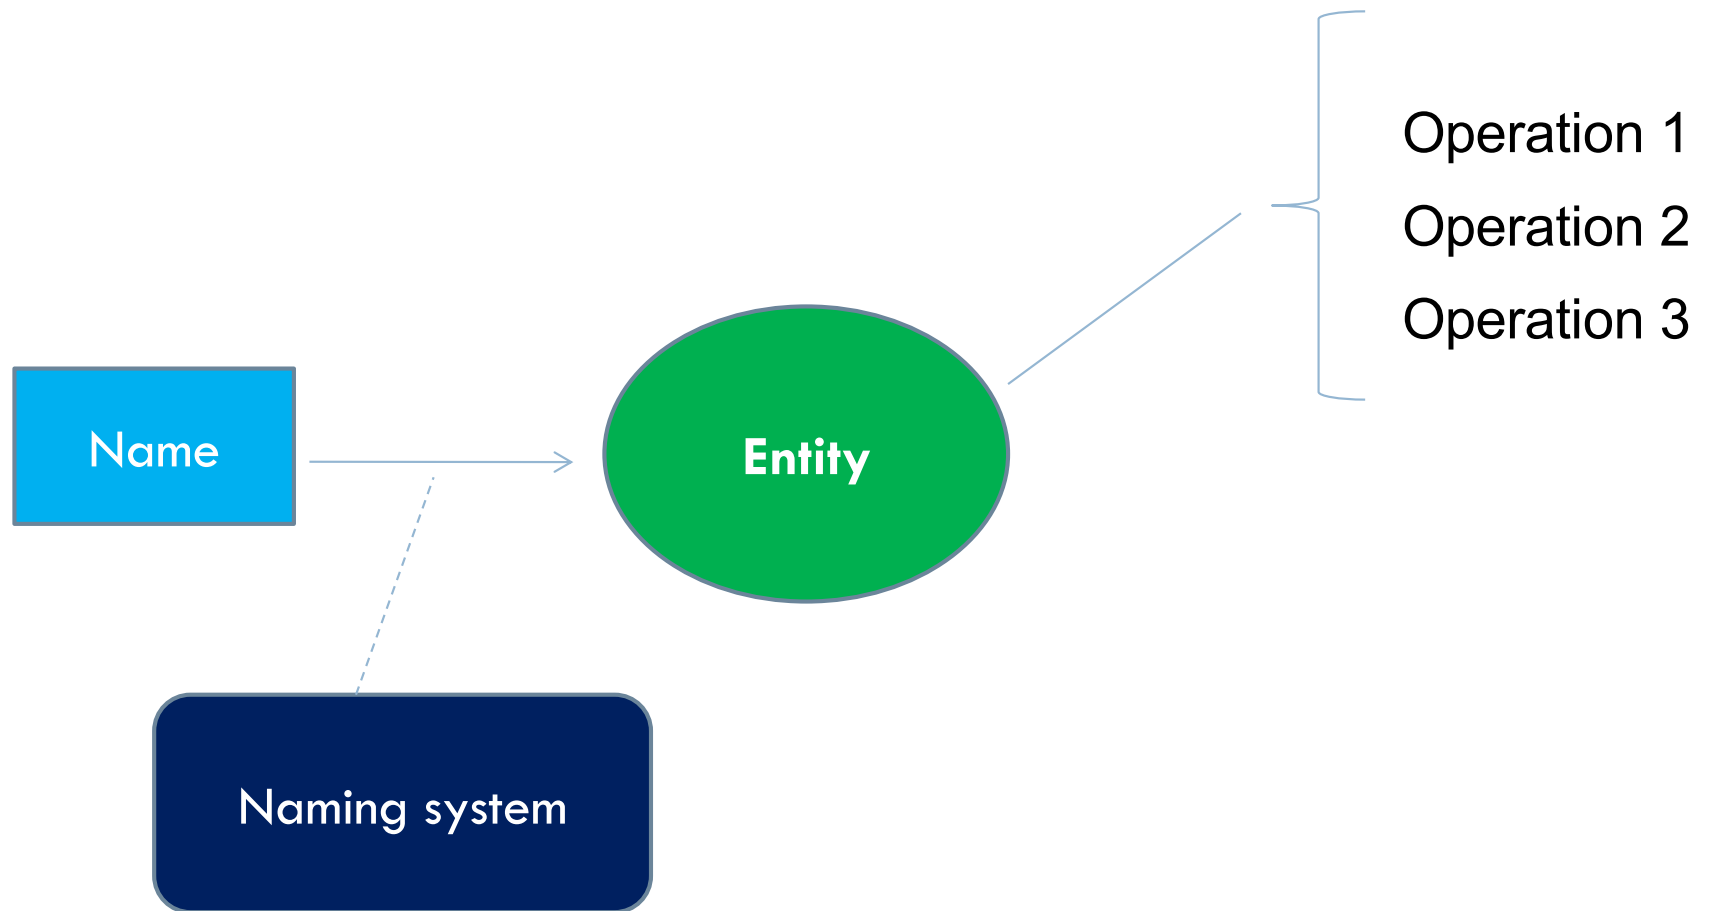 Operation 1
Operation 2
Operation 3
Name
Entity
Naming system